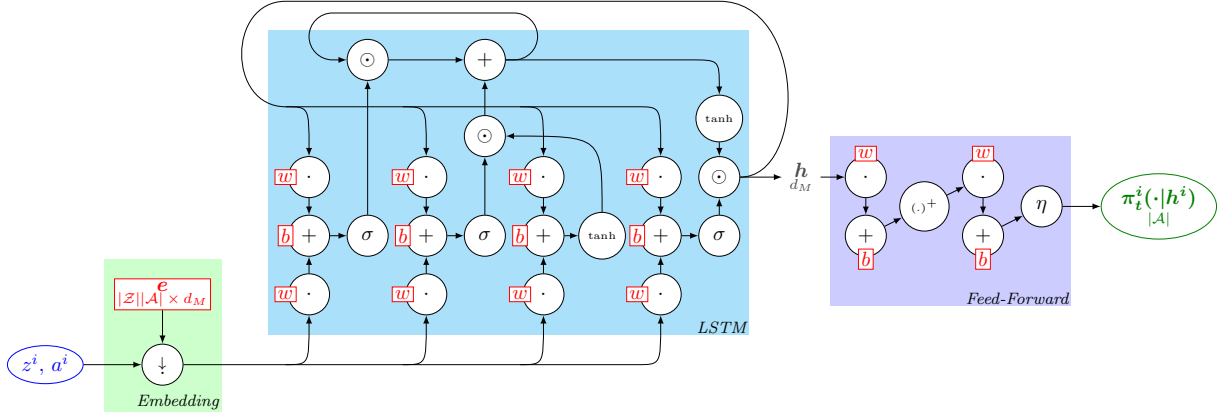 ⊙
+
tanh
⊙
w · w · w · w · ⊙
h
d_M
w
·
w
·
(.)⁺
η
π_t^i(·|h^i)
|𝒜|
b + σ b + σ b + tanh b + σ
+
b
+
b
w · w · w · w ·
e
|𝒵||𝒜| × d_M
LSTM
Feed-Forward
z^i, a^i
⤓
Embedding